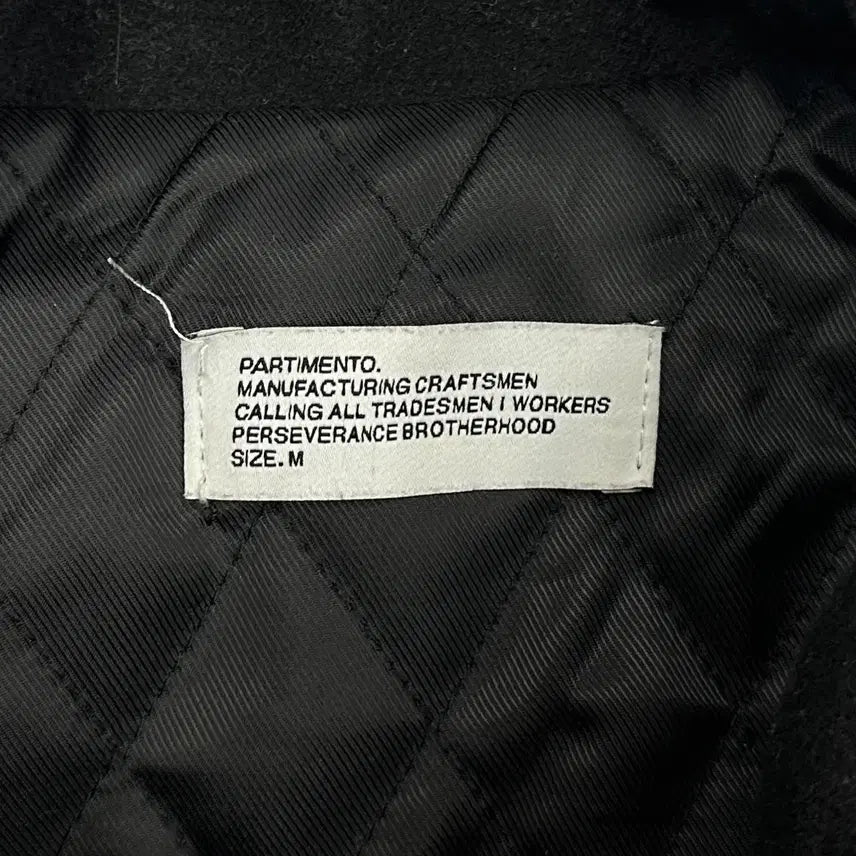 PARTIMENTO.
MANUFACTURING CRAFTSMEN
CALLING ALL TRADESMEN I WORKERS
PERSEVERANCE BROTHERHOOD
SIZE. M